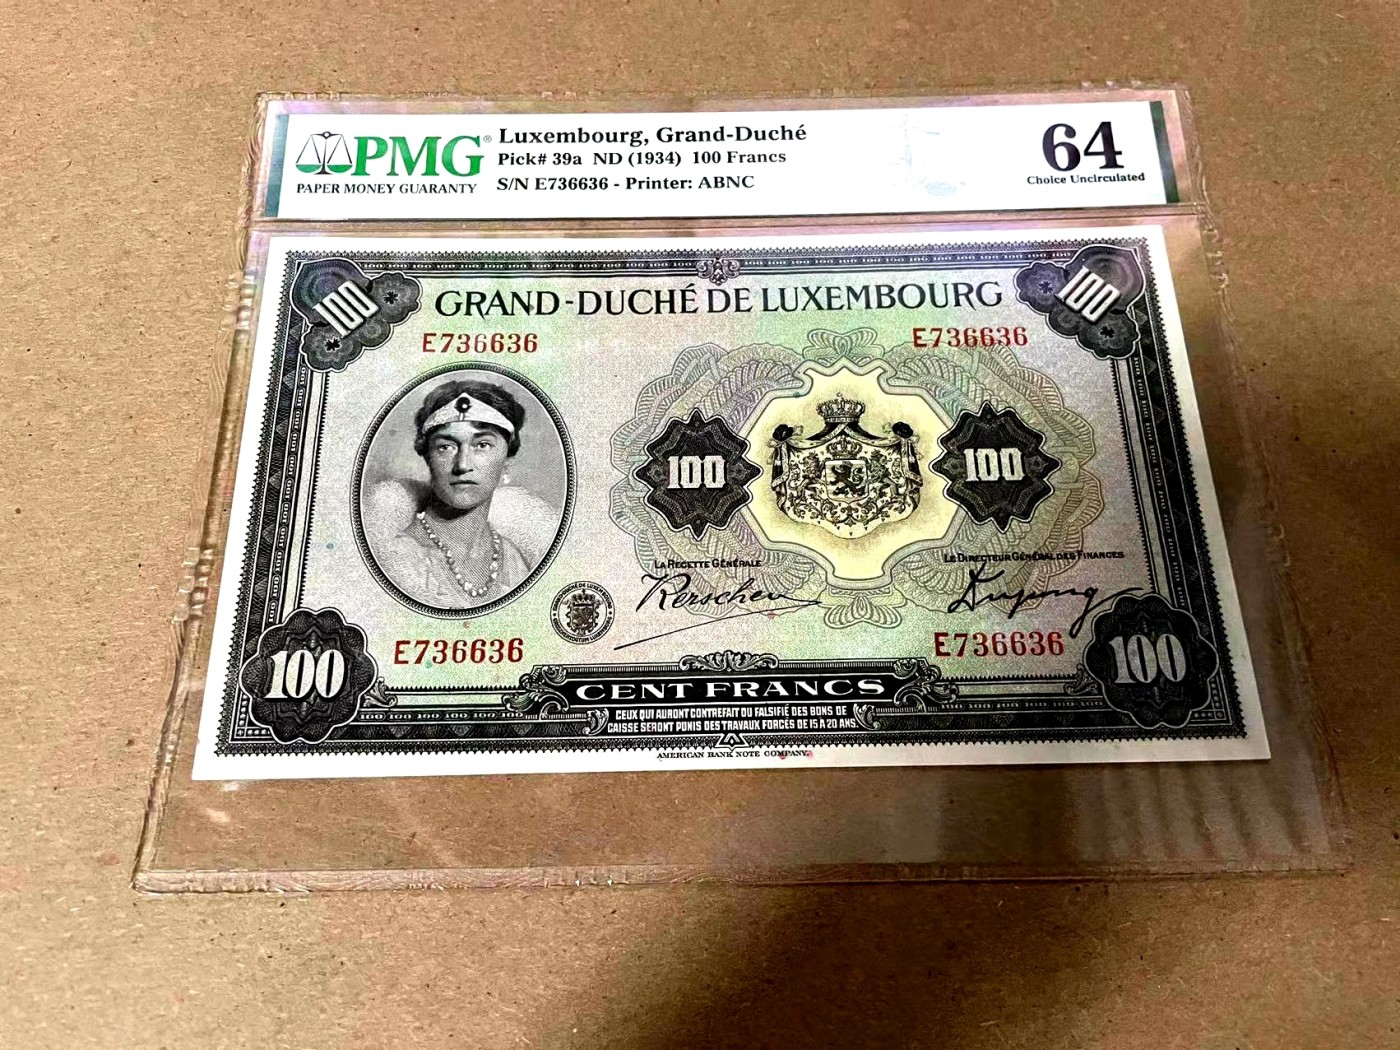 PMG®
PAPER MONEY GUARANTY
Luxembourg, Grand-Duché
Pick# 39a ND (1934) 100 Francs
S/N E736636 - Printer: ABNC
64
Choice Uncirculated
100
100
GRAND-DUCHÉ DE LUXEMBOURG
E736636
E736636
100
100
LA RECETTE GÉNÉRALE
LE DIRECTEUR GÉNÉRAL DES FINANCES
E736636
E736636
100
100
CENT FRANCS
CEUX QUI AURONT CONTREFAIT OU FALSIFIÉ DES BONS DE
CAISSE SERONT PUNIS DES TRAVAUX FORCÉS DE 15 À 20 ANS.
AMERICAN BANK NOTE COMPANY.